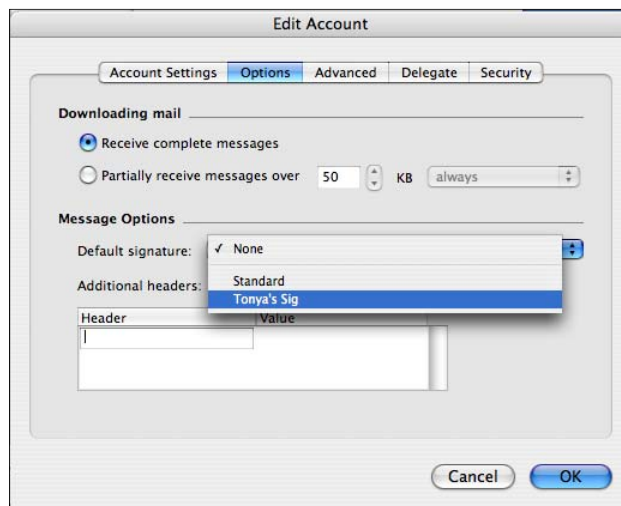 Edit Account
Account Settings Options Advanced Delegate Security
Downloading mail
Receive complete messages
Partially receive messages over 50 KB always
Message Options
Default signature: ✓ None
Standard
Additional headers:
Tonya's Sig
Header Value
Cancel OK